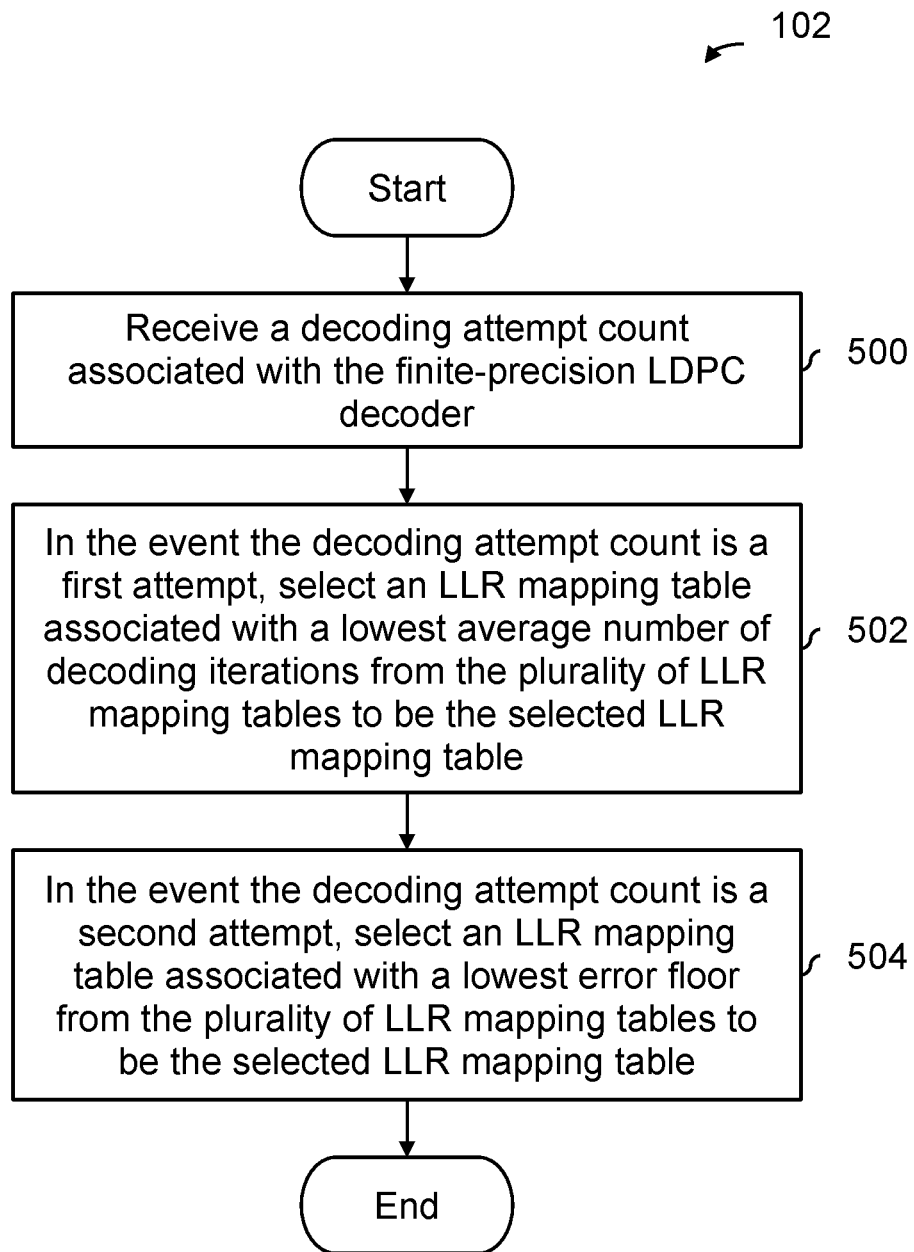 102
Start
Receive a decoding attempt count
associated with the finite-precision LDPC
decoder
500
In the event the decoding attempt count is a
first attempt, select an LLR mapping table
associated with a lowest average number of
decoding iterations from the plurality of LLR
mapping tables to be the selected LLR
mapping table
502
In the event the decoding attempt count is a
second attempt, select an LLR mapping
table associated with a lowest error floor
from the plurality of LLR mapping tables to
be the selected LLR mapping table
504
End